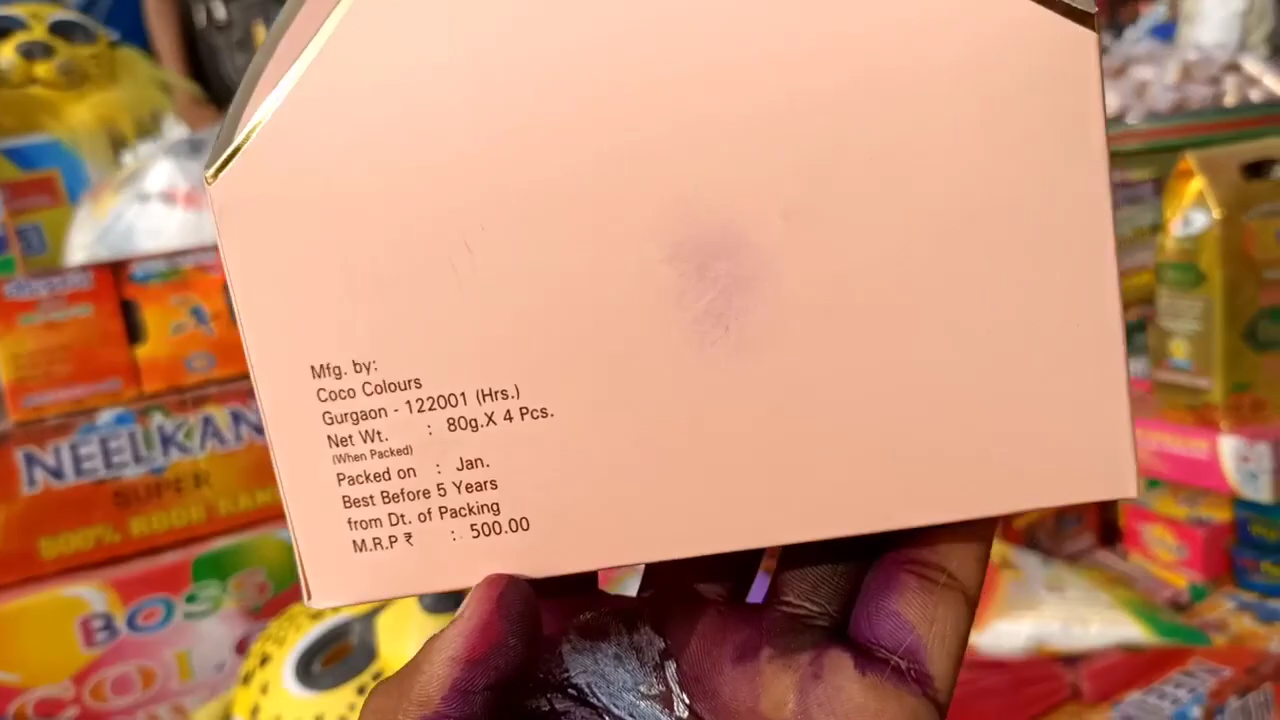 Mfg. by:
Coco Colours
Gurgaon - 122001 (Hrs.)
Net Wt. : 80g.X 4 Pcs.
(When Packed)
Packed on : Jan.
Best Before 5 Years
from Dt. of Packing
M.R.P ₹ : 500.00
NEELKAN
SUPER
BOSS